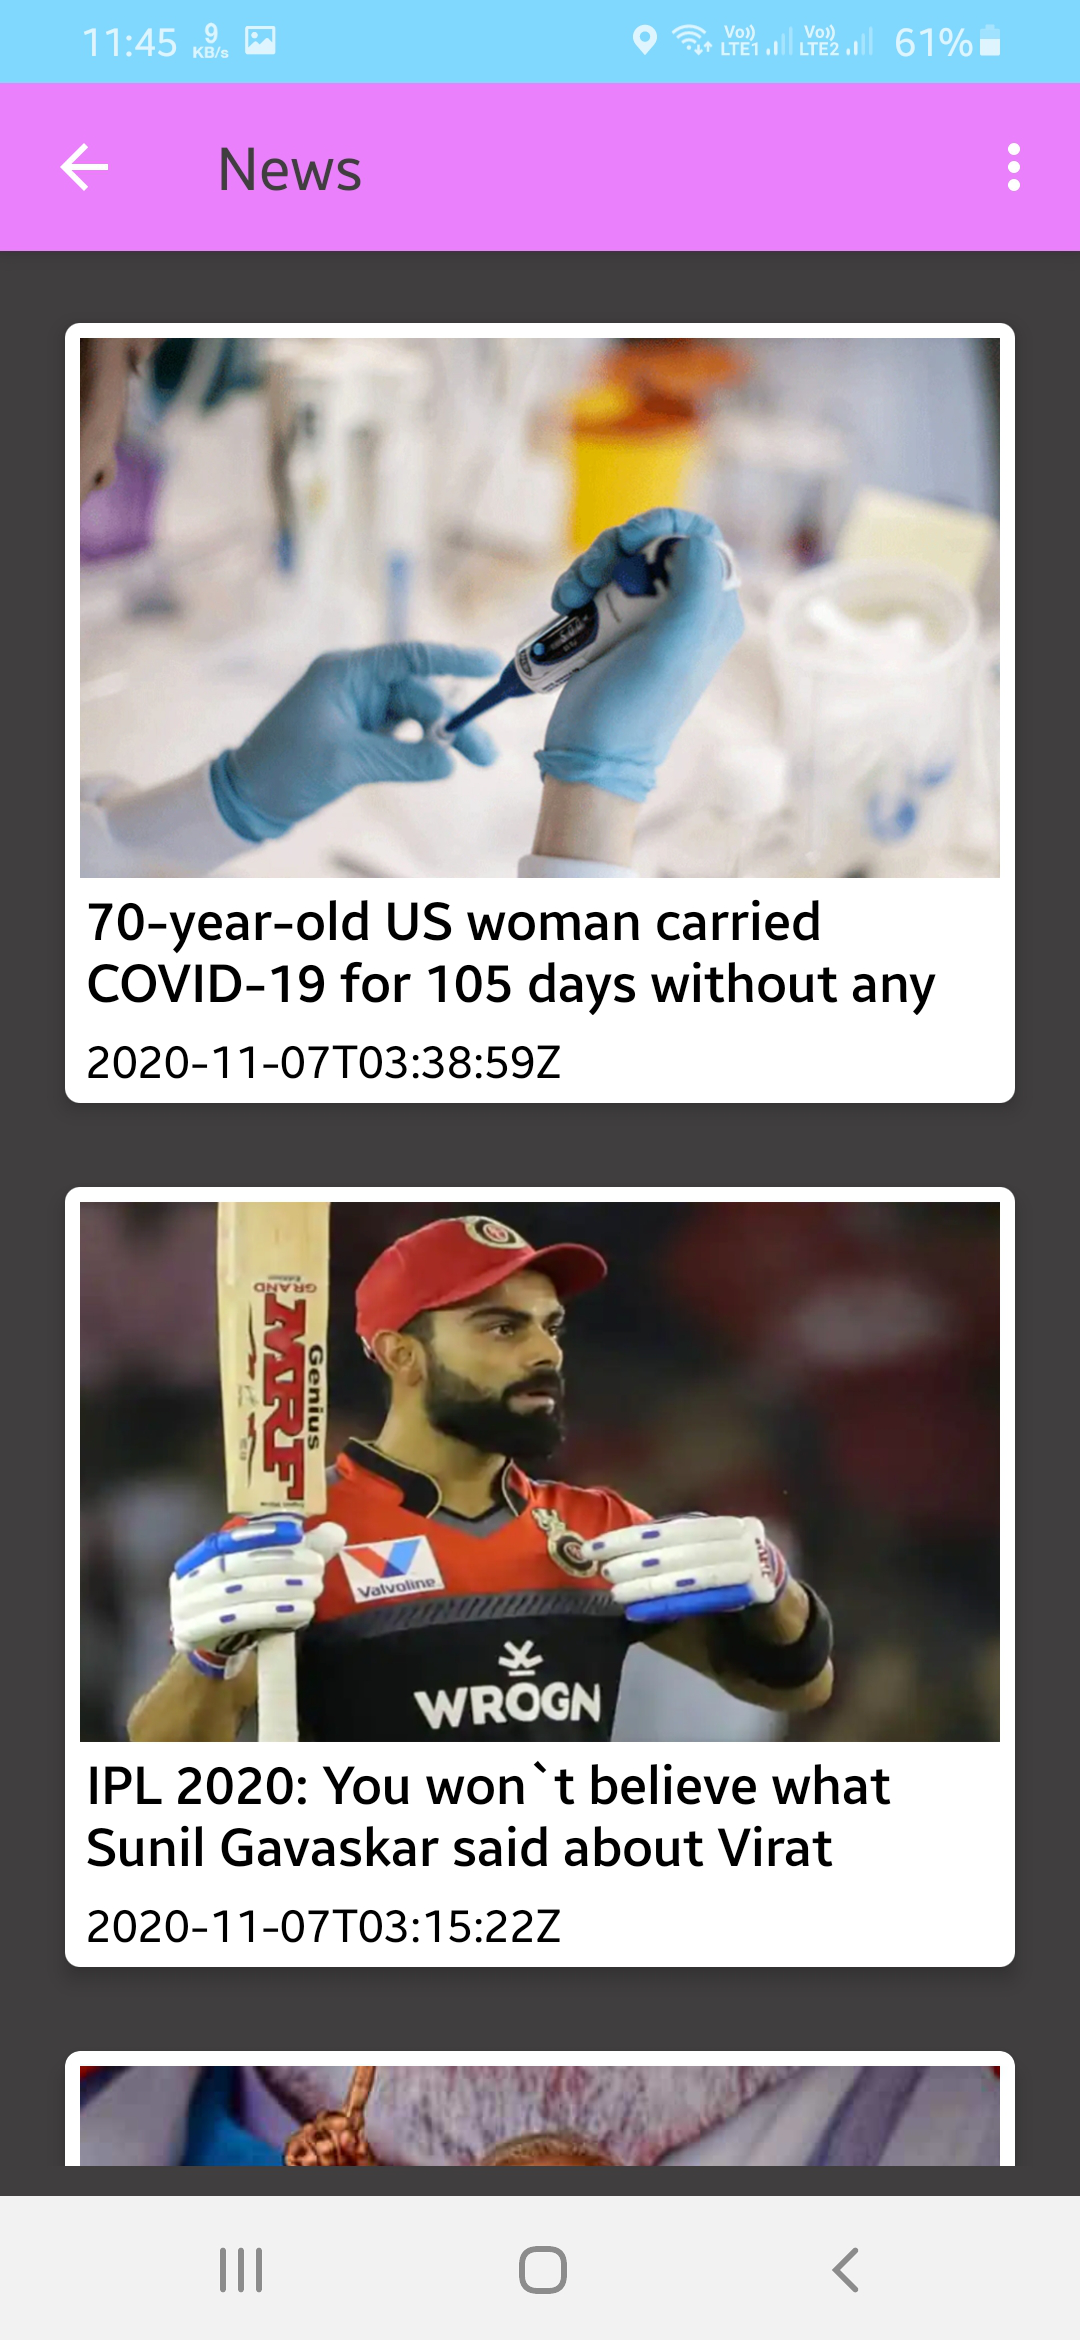 11:45 9 KB/s Vo)) LTE1 Vo)) LTE2 61%
News
70-year-old US woman carried
COVID-19 for 105 days without any
2020-11-07T03:38:59Z
GRAND
MRF
Genius
Valvoline
WROGN
IPL 2020: You won`t believe what
Sunil Gavaskar said about Virat
2020-11-07T03:15:22Z